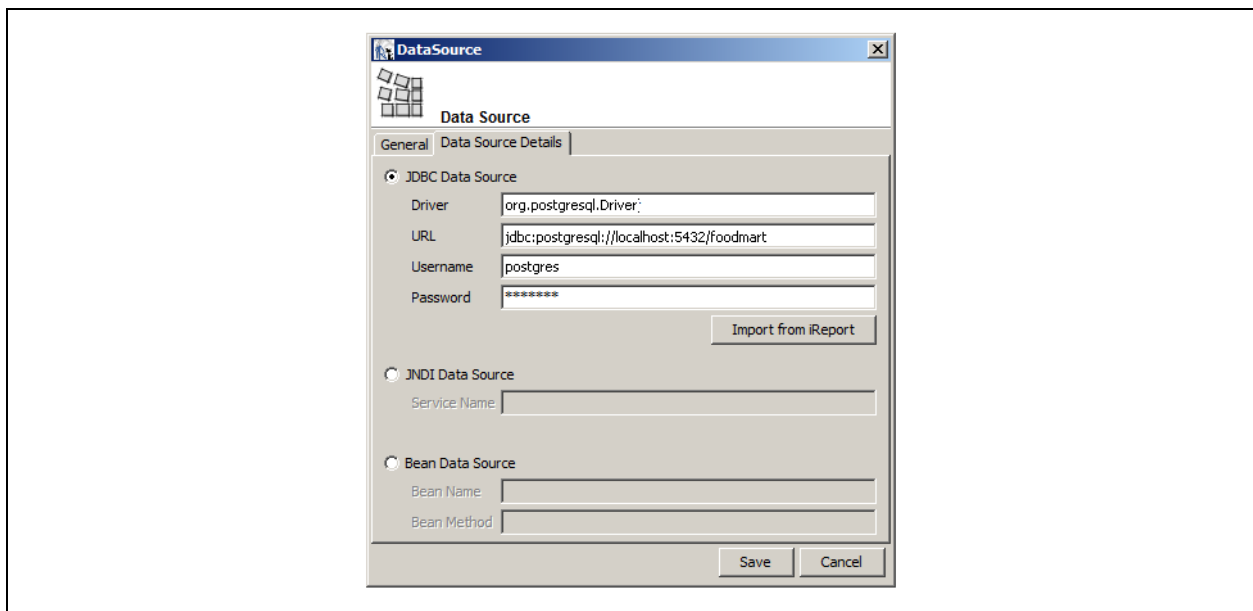 DataSource
Data Source
General Data Source Details
JDBC Data Source
Driver org.postgresql.Driver
URL jdbc:postgresql://localhost:5432/foodmart
Username postgres
Password *******
Import from iReport
JNDI Data Source
Service Name
Bean Data Source
Bean Name
Bean Method
Save Cancel